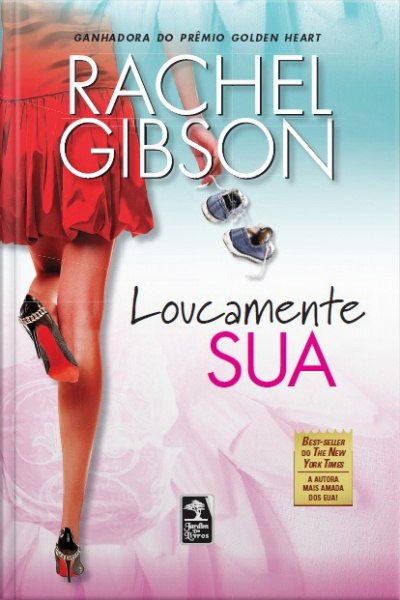 GANHADORA DO PRÊMIO GOLDEN HEART
RACHEL
GIBSON
Loucamente
SUA
BEST-SELLER
DO THE NEW
YORK TIMES
A AUTORA
MAIS AMADA
DOS EUA!
Jardim
Dos
Livros